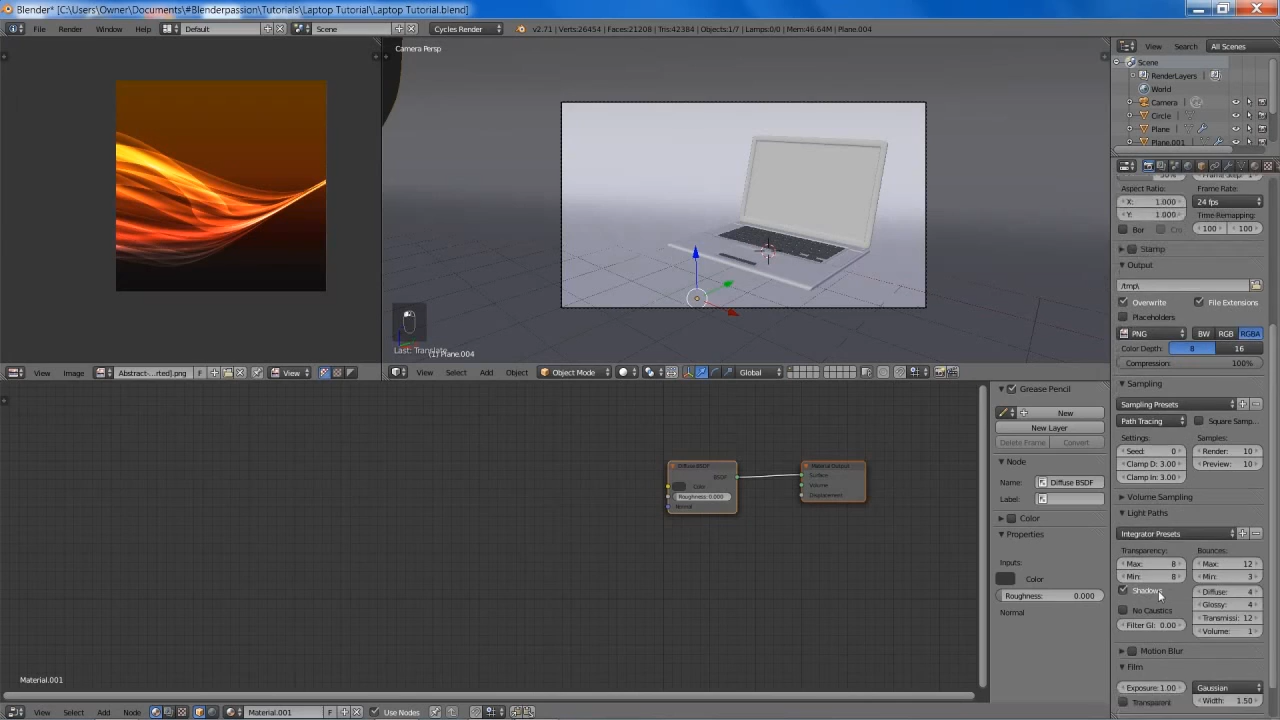 Blender* [C:\Users\Owner\Documents\#Blenderpassion\Tutorials\Laptop Tutorial\Laptop Tutorial.blend]
File Render Window Help Default Scene Cycles Render v2.71 | Verts:26454 | Faces:21208 | Tris:42384 | Objects:1/7 | Lamps:0/0 | Mem:46.64M | Plane.004
View Search All Scenes
Camera Persp
Scene
RenderLayers
World
Camera
Circle
Plane
Plane.001
Aspect Ratio: Frame Rate:
X: 1.000 24 fps
Y: 1.000 Time Remapping:
Bor 100 100
Stamp
Output
/tmp\
Overwrite File Extensions
Placeholders
PNG BW RGB RGBA
Color Depth: 8 16
Compression: 100%
Last: Translate
(1) Plane.004
View Image Abstract-...rted].png F View
View Select Add Object Object Mode Global
Sampling
Sampling Presets
Path Tracing Square Samp...
Settings: Samples:
Seed: 0 Render: 10
Clamp D: 3.00 Preview: 10
Clamp In: 3.00
Volume Sampling
Light Paths
Integrator Presets
Transparency: Bounces:
Max: 8 Max: 12
Min: 8 Min: 3
Shadows Diffuse: 4
Glossy: 4
No Caustics Transmissi: 12
Filter Gl: 0.00 Volume: 1
Motion Blur
Film
Exposure: 1.00 Gaussian
Transparent Width: 1.50
Grease Pencil
New
New Layer
Delete Frame Convert
Node
Name: Diffuse BSDF
Label:
Color
Properties
Inputs:
Color
Roughness: 0.000
Normal
Diffuse BSDF
BSDF
Color
Roughness: 0.000
Normal
Material Output
Surface
Volume
Displacement
Material.001
View Select Add Node Material.001 F Use Nodes